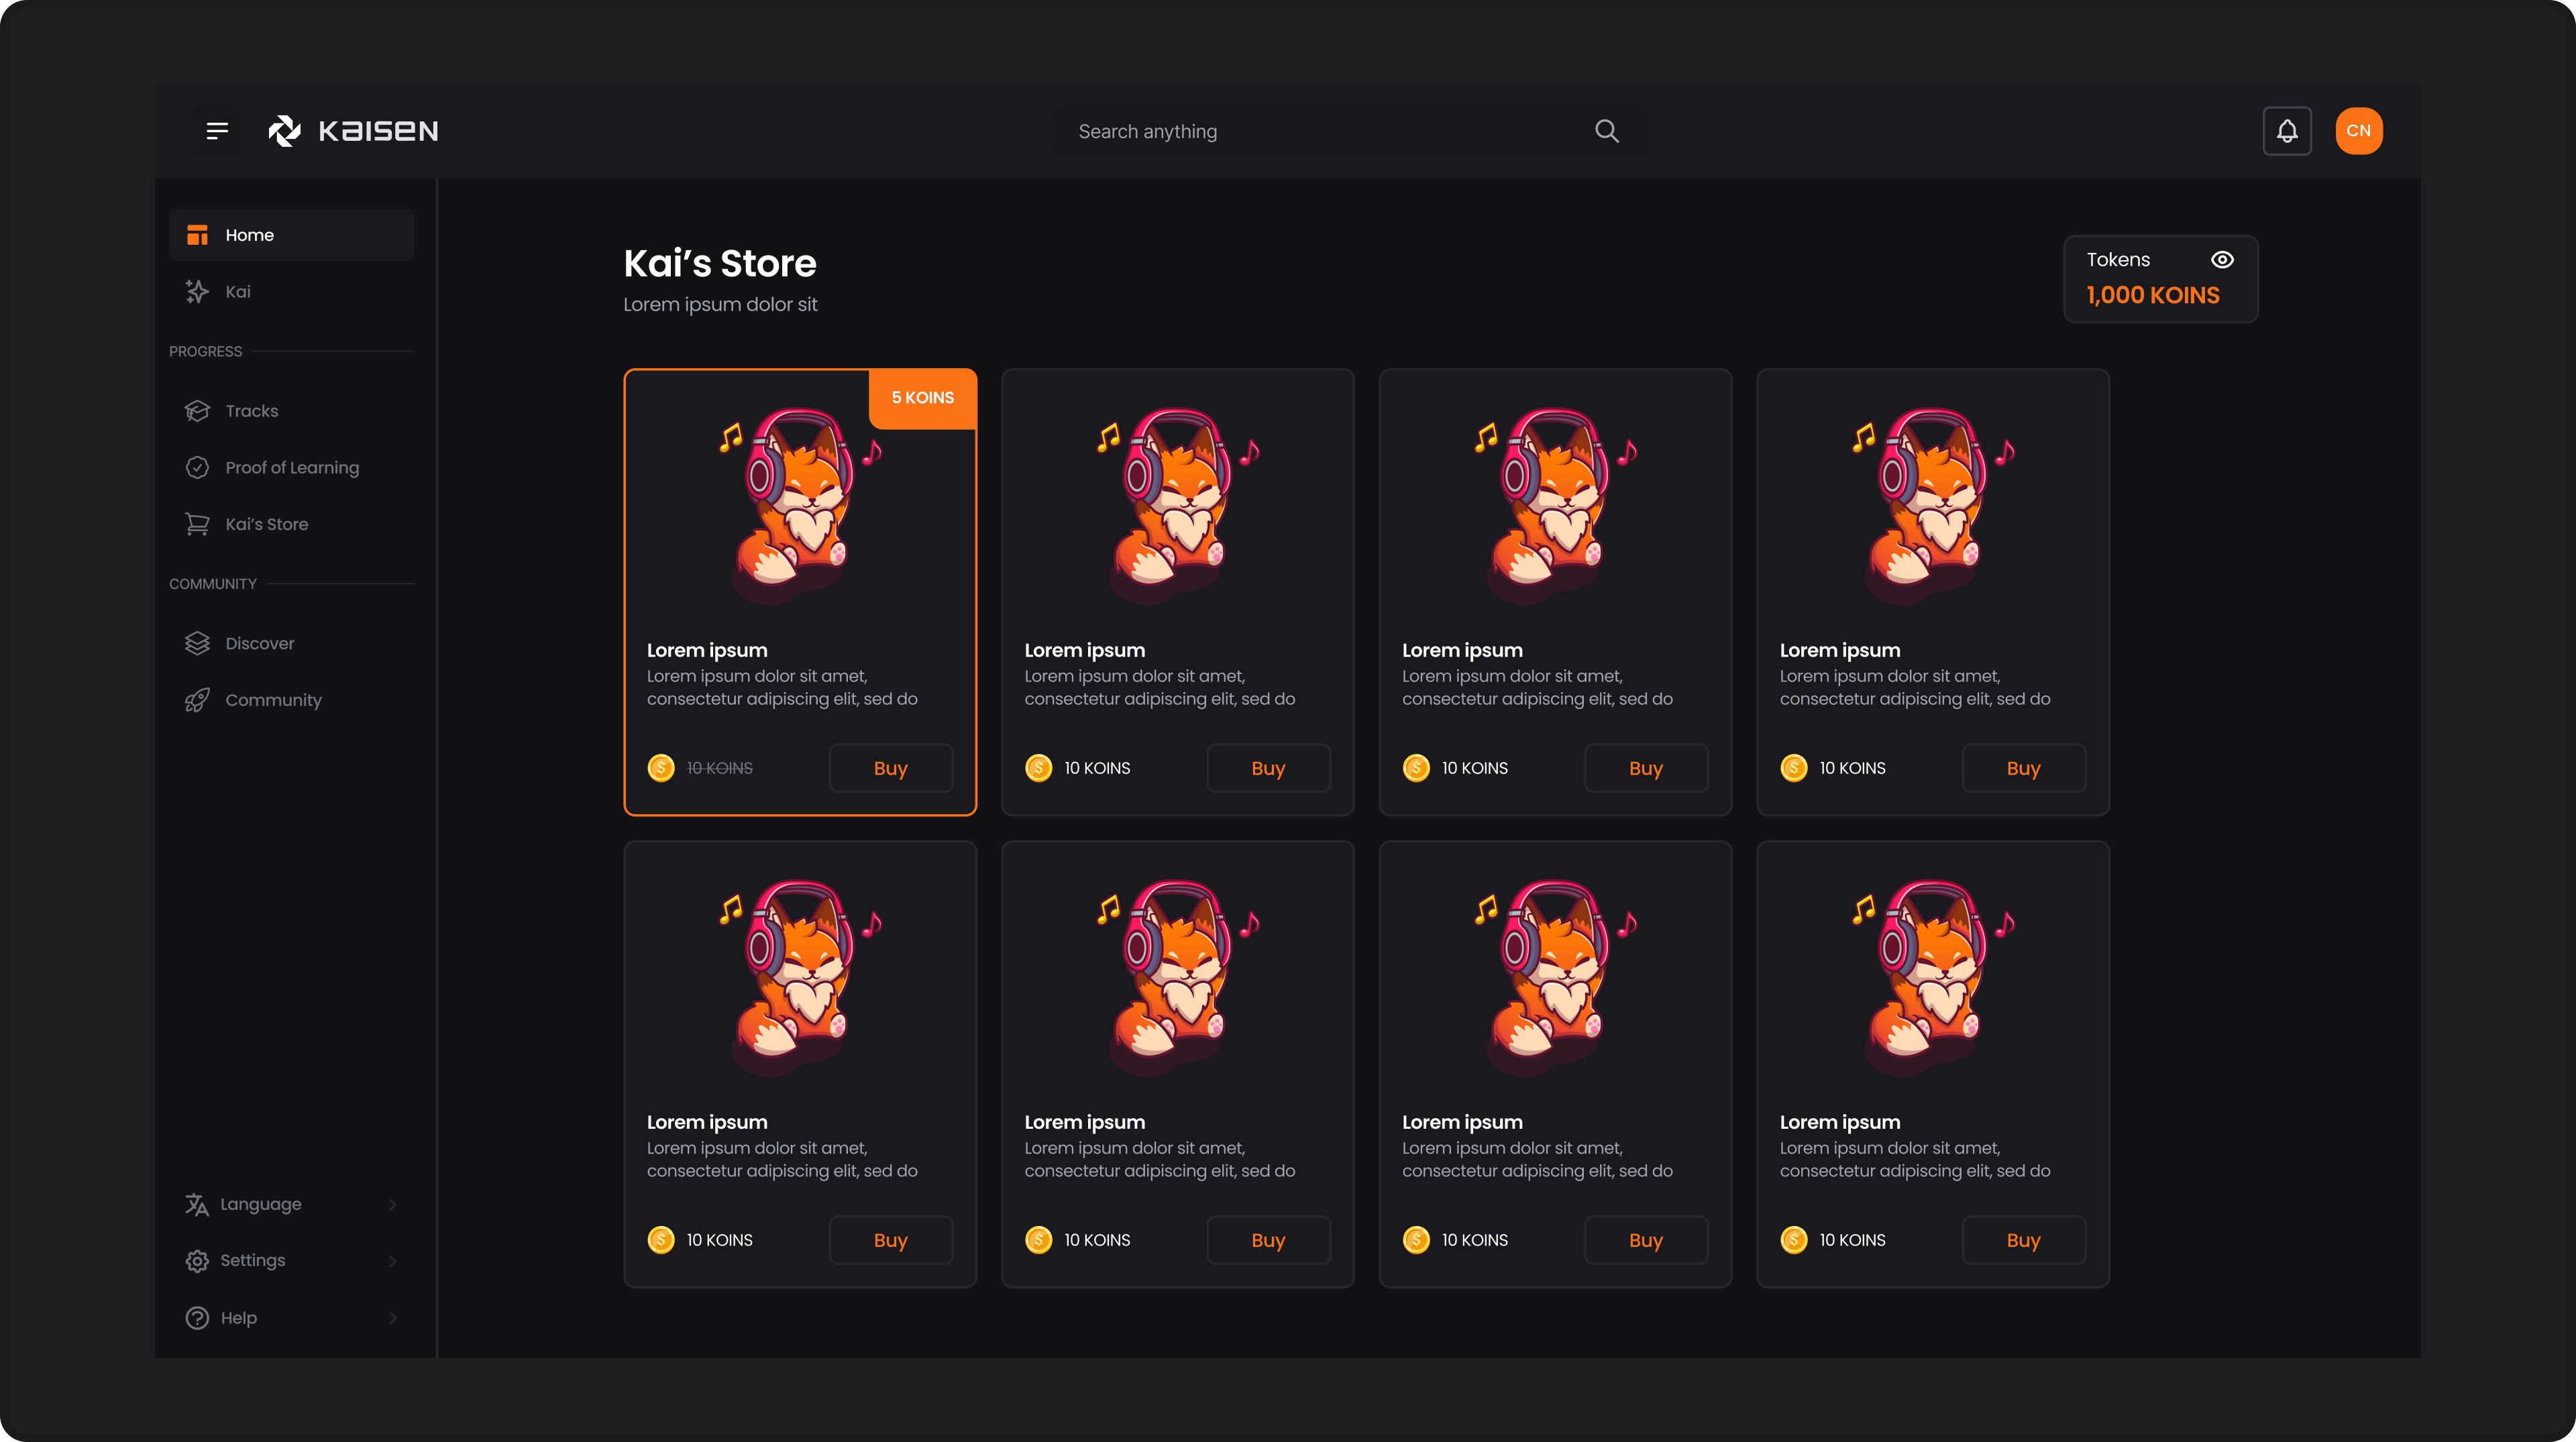 KAISEN
Search anything
CN
Home
Kai
PROGRESS
Tracks
Proof of Learning
Kai’s Store
COMMUNITY
Discover
Community
Language
Settings
Help
Kai’s Store
Lorem ipsum dolor sit
Tokens
1,000 KOINS
5 KOINS
Lorem ipsum
Lorem ipsum dolor sit amet,
consectetur adipiscing elit, sed do
10 KOINS
Buy
Lorem ipsum
Lorem ipsum dolor sit amet,
consectetur adipiscing elit, sed do
10 KOINS
Buy
Lorem ipsum
Lorem ipsum dolor sit amet,
consectetur adipiscing elit, sed do
10 KOINS
Buy
Lorem ipsum
Lorem ipsum dolor sit amet,
consectetur adipiscing elit, sed do
10 KOINS
Buy
Lorem ipsum
Lorem ipsum dolor sit amet,
consectetur adipiscing elit, sed do
10 KOINS
Buy
Lorem ipsum
Lorem ipsum dolor sit amet,
consectetur adipiscing elit, sed do
10 KOINS
Buy
Lorem ipsum
Lorem ipsum dolor sit amet,
consectetur adipiscing elit, sed do
10 KOINS
Buy
Lorem ipsum
Lorem ipsum dolor sit amet,
consectetur adipiscing elit, sed do
10 KOINS
Buy